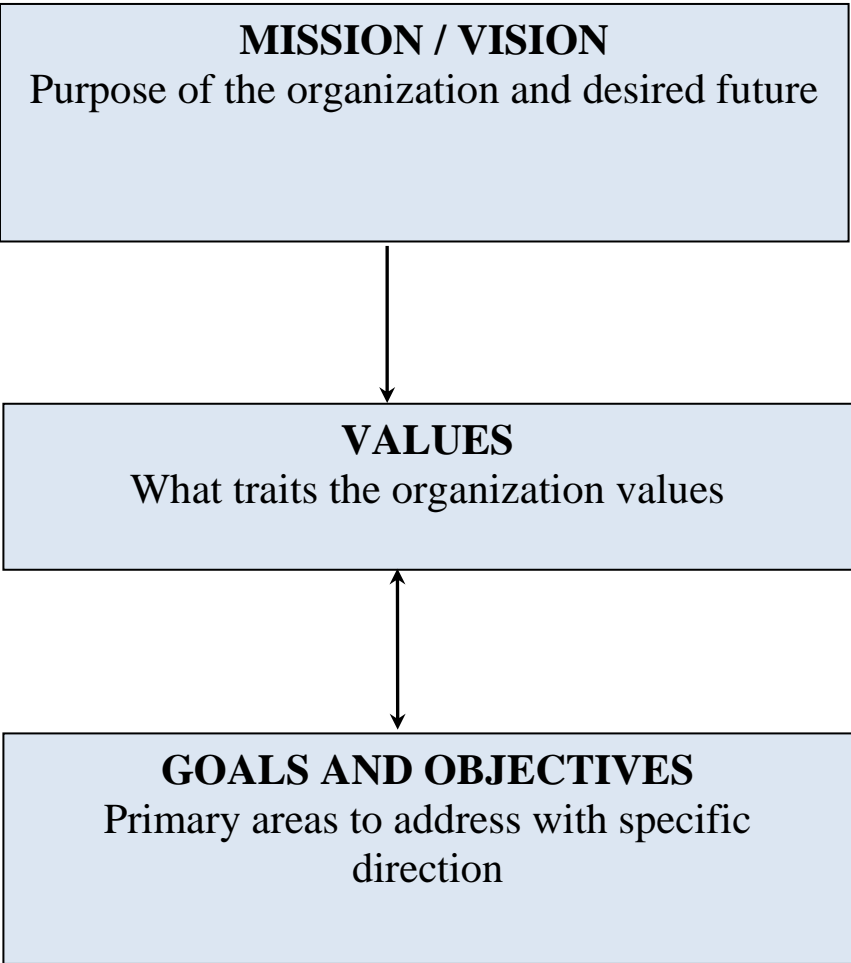 MISSION / VISION
Purpose of the organization and desired future
VALUES
What traits the organization values
GOALS AND OBJECTIVES
Primary areas to address with specific
direction